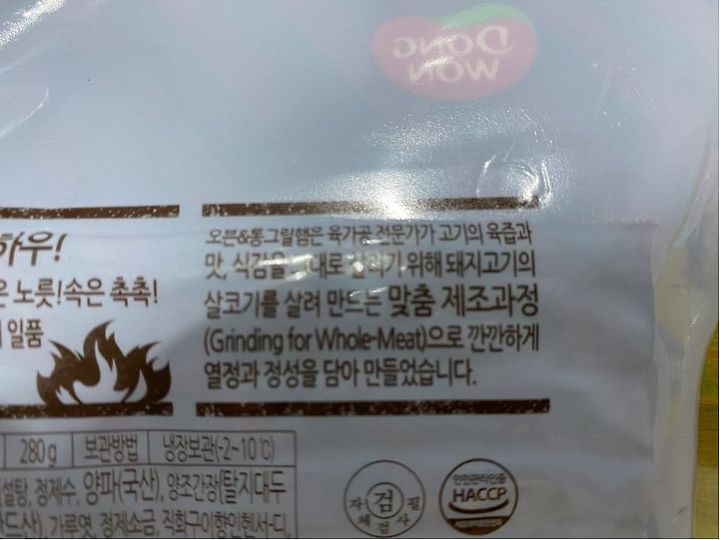 DONG
WON
하우!
은 노릇!속은 촉촉!
일품
오븐&통그릴햄은 육가공 전문가가 고기의 육즙과
맛, 식감을 위해 돼지고기의
살코기를 살려 만드는 맞춤 제조과정
(Grinding for Whole-Meat)으로 깐깐하게
열정과 정성을 담아 만들었습니다.
280g 보관방법 냉장보관(-2~10℃)
설탕, 정제수, 양파(국산), 양조간장(탈지대두
가루엿, 정제소금, 직화구이향인헨서-디,
자체검사필
검
안전관리인증
HACCP